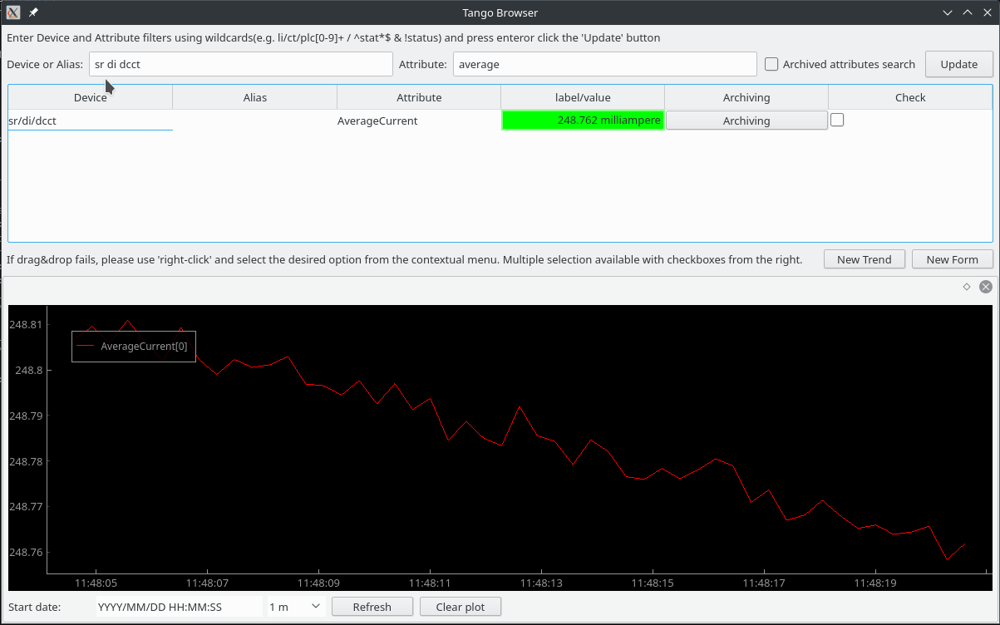 Tango Browser
Enter Device and Attribute filters using wildcards(e.g. li/ct/plc[0-9]+ / ^stat*$ & !status) and press enteror click the 'Update' button
Device or Alias: sr di dcct Attribute: average Archived attributes search Update
Device Alias Attribute label/value Archiving Check
sr/di/dcct AverageCurrent 248.762 milliampere Archiving
If drag&drop fails, please use 'right-click' and select the desired option from the contextual menu. Multiple selection available with checkboxes from the right. New Trend New Form
248.81
AverageCurrent[0]
248.8
248.79
248.78
248.77
248.76
11:48:05 11:48:07 11:48:09 11:48:11 11:48:13 11:48:15 11:48:17 11:48:19
Start date: YYYY/MM/DD HH:MM:SS 1 m Refresh Clear plot